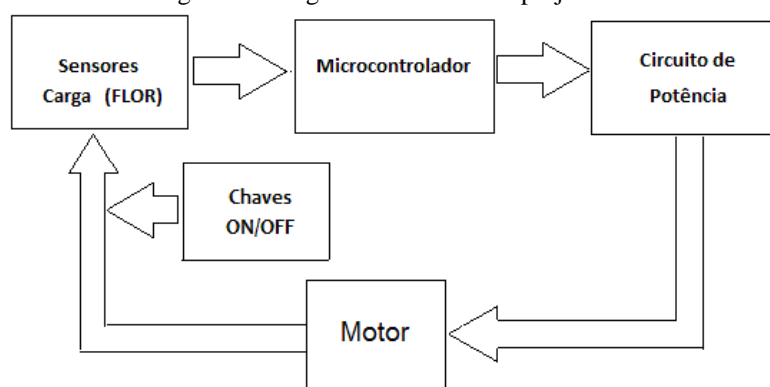 Sensores
Carga (FLOR)
Microcontrolador
Circuito de
Potência
Chaves
ON/OFF
Motor